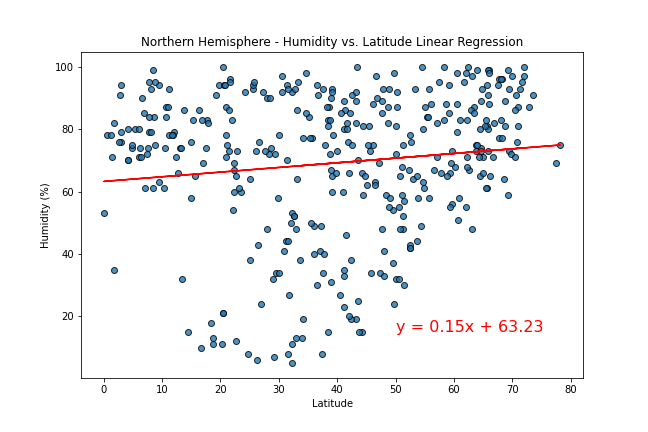 Northern Hemisphere - Humidity vs. Latitude Linear Regression
100
80
60
40
20
Humidity (%)
y = 0.15x + 63.23
0 10 20 30 40 50 60 70 80
Latitude